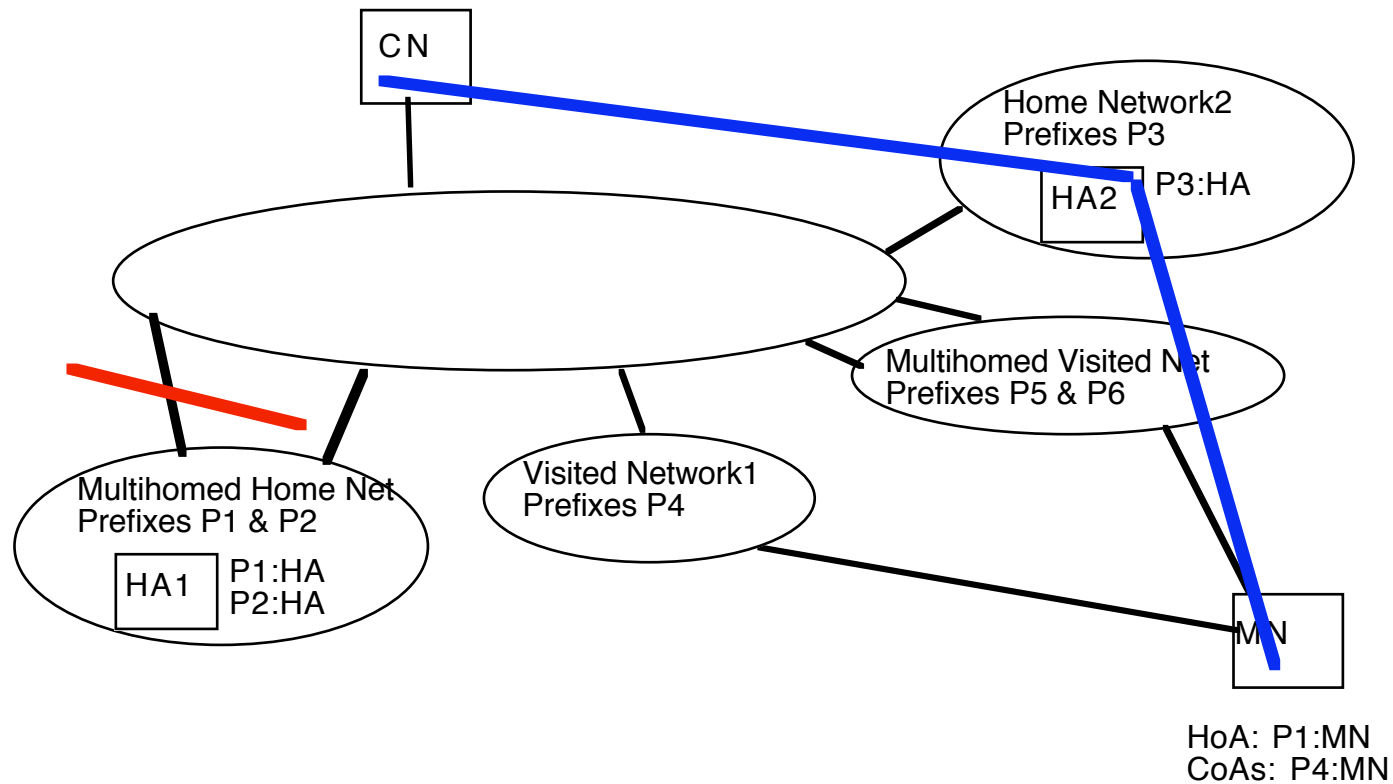 CN
Home Network2
Prefixes P3
HA2
P3:HA
Multihomed Visited Net
Prefixes P5 & P6
Visited Network1
Prefixes P4
Multihomed Home Net
Prefixes P1 & P2
HA1
P1:HA
P2:HA
MN
HoA: P1:MN
CoAs: P4:MN